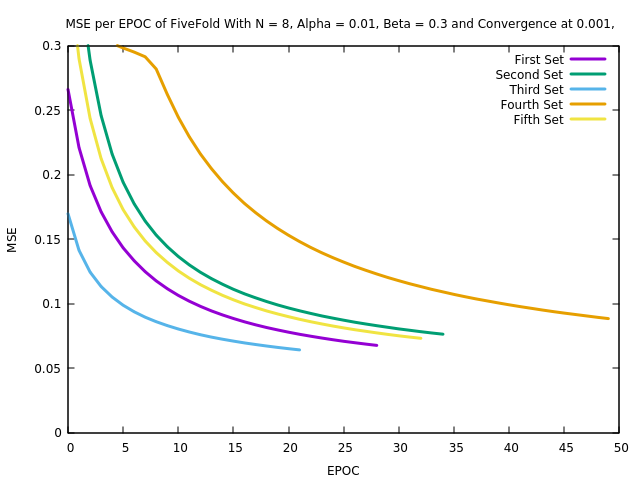 MSE per EPOC of FiveFold With N = 8, Alpha = 0.01, Beta = 0.3 and Convergence at 0.001,
First Set
Second Set
Third Set
Fourth Set
Fifth Set
0.3
0.25
0.2
0.15
0.1
0.05
0
MSE
0 5 10 15 20 25 30 35 40 45 50
EPOC